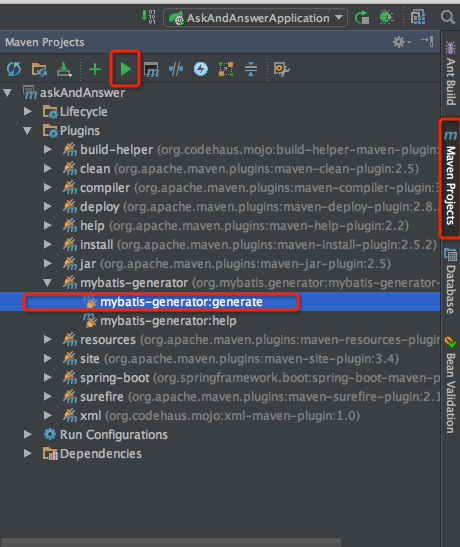 AskAndAnswerApplication
Maven Projects
askAndAnswer
Lifecycle
Plugins
build-helper (org.codehaus.mojo:build-helper-maven-plugin:
clean (org.apache.maven.plugins:maven-clean-plugin:2.5)
compiler (org.apache.maven.plugins:maven-compiler-plugin:3
deploy (org.apache.maven.plugins:maven-deploy-plugin:2.8.
help (org.apache.maven.plugins:maven-help-plugin:2.2)
install (org.apache.maven.plugins:maven-install-plugin:2.5.2)
jar (org.apache.maven.plugins:maven-jar-plugin:2.5)
mybatis-generator (org.mybatis.generator:mybatis-generator-
mybatis-generator:generate
mybatis-generator:help
resources (org.apache.maven.plugins:maven-resources-plugin
site (org.apache.maven.plugins:maven-site-plugin:3.4)
spring-boot (org.springframework.boot:spring-boot-maven-p
surefire (org.apache.maven.plugins:maven-surefire-plugin:2.1
xml (org.codehaus.mojo:xml-maven-plugin:1.0)
Run Configurations
Dependencies
Ant Build
Maven Projects
Database
Bean Validation